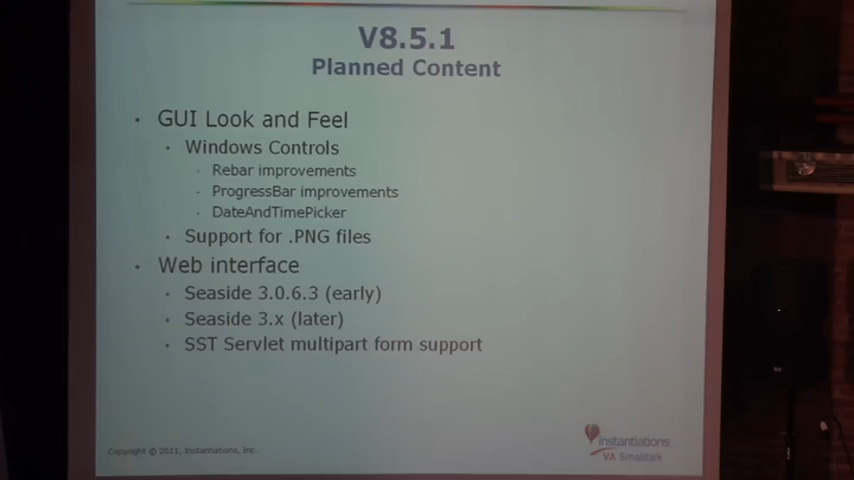 V8.5.1
Planned Content
• GUI Look and Feel
• Windows Controls
• Rebar improvements
• ProgressBar improvements
• DateAndTimePicker
• Support for .PNG files
• Web interface
• Seaside 3.0.6.3 (early)
• Seaside 3.x (later)
• SST Servlet multipart form support
Copyright © 2011, Instantiations, Inc.
instantiations
VA Smalltalk